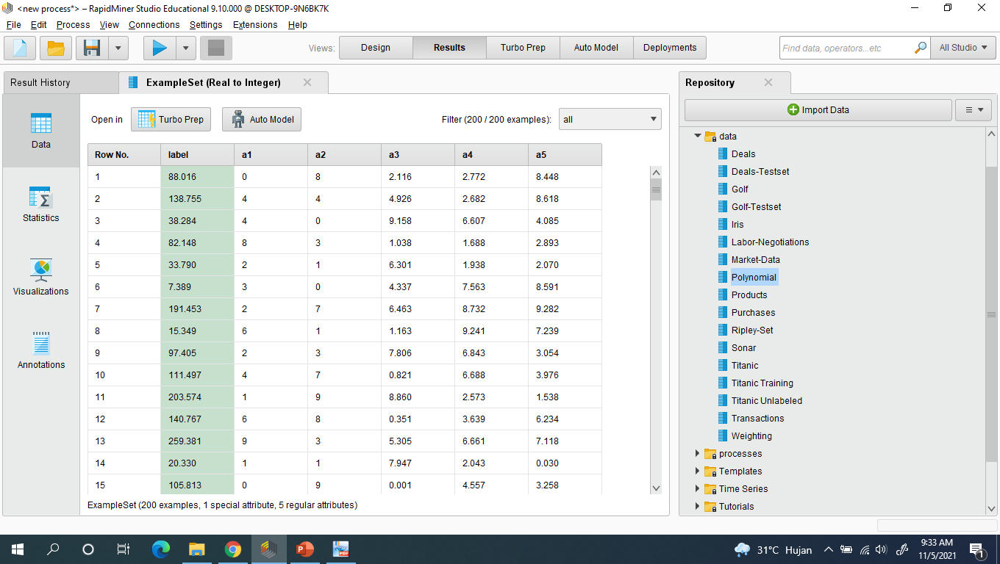 <new process*> – RapidMiner Studio Educational 9.10.000 @ DESKTOP-9N6BK7K
File Edit Process View Connections Settings Extensions Help
Views: Design Results Turbo Prep Auto Model Deployments Find data, operators...etc All Studio
Result History ExampleSet (Real to Integer)
Data
Statistics
Visualizations
Annotations
Open in Turbo Prep Auto Model Filter (200 / 200 examples): all
Row No. label a1 a2 a3 a4 a5
1 88.016 0 8 2.116 2.772 8.448
2 138.755 4 4 4.926 2.682 8.618
3 38.284 4 0 9.158 6.607 4.085
4 82.148 8 3 1.038 1.688 2.893
5 33.790 2 1 6.301 1.938 2.070
6 7.389 3 0 4.337 7.563 8.591
7 191.453 2 7 6.463 8.732 9.282
8 15.349 6 1 1.163 9.241 7.239
9 97.405 2 3 7.806 6.843 3.054
10 111.497 4 7 0.821 6.688 3.976
11 203.574 1 9 8.860 2.573 1.538
12 140.767 6 8 0.351 3.639 6.234
13 259.381 9 3 5.305 6.661 7.118
14 20.330 1 1 7.947 2.043 0.030
15 105.813 0 9 0.001 4.557 3.258
ExampleSet (200 examples, 1 special attribute, 5 regular attributes)
Repository
Import Data
data
Deals
Deals-Testset
Golf
Golf-Testset
Iris
Labor-Negotiations
Market-Data
Polynomial
Products
Purchases
Ripley-Set
Sonar
Titanic
Titanic Training
Titanic Unlabeled
Transactions
Weighting
processes
Templates
Time Series
Tutorials
31°C Hujan
9:33 AM
11/5/2021
1